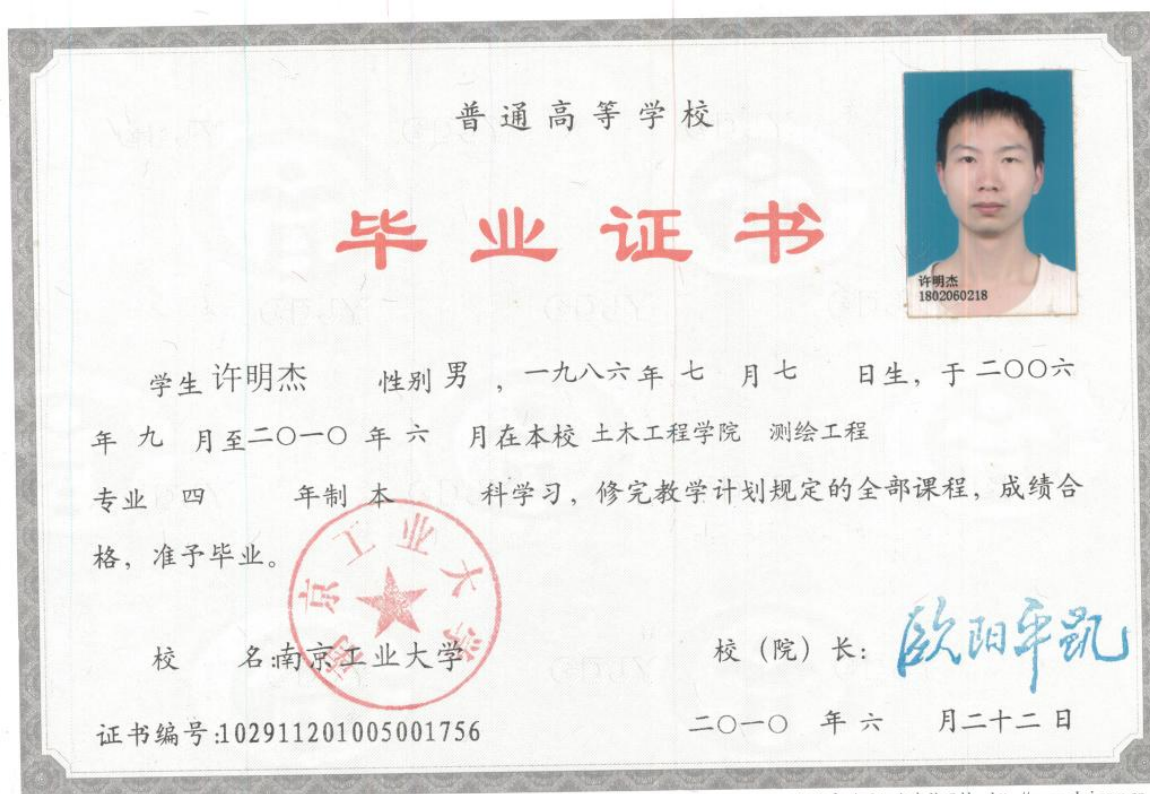 普通高等学校
毕业证书
许明杰
1802060218
学生 许明杰 性别 男 ，一九八六年 七 月 七 日生，于 二〇〇六
年 九 月至二〇一〇 年 六 月在本校 土木工程学院 测绘工程
专业 四 年制 本 科学习，修完教学计划规定的全部课程，成绩合
格，准予毕业。
南京工业大学
校 名:南京工业大学
校（院）长：欧阳平凯
证书编号:102911201005001756
二〇一〇 年 六 月二十二日